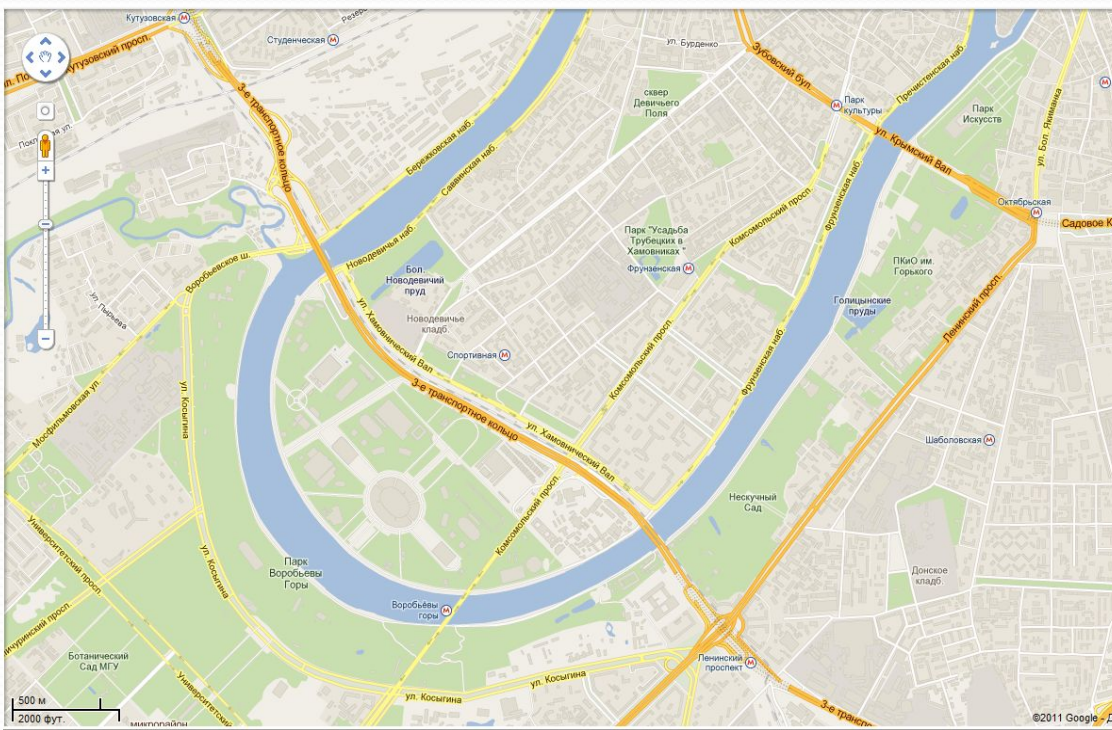 Кутузовская
Студенческая
ул. Бурденко
Зубовский бул.
Пречистенская наб.
Кутузовский просп.
3-е транспортное кольцо
сквер
Девичьего
Поля
Парк
культуры
Парк
Искусств
ул. Бол. Якиманка
Бережковская наб.
Саввинская наб.
ул. Крымский Вал
Октябрьская
Садовое К
Комсомольский просп.
Фрунзенская наб.
Парк "Усадьба
Трубецких в
Хамовниках "
Фрунзенская
Новодевичья наб.
Воробьевское ш.
Бол.
Новодевичий
пруд
ПКиО им.
Горького
Голицынские
пруды
ул. Пырьева
Новодевичье
кладб.
ул. Хамовнический Вал
Спортивная
Ленинский просп.
Комсомольский просп.
Фрунзенская наб.
3-е транспортное кольцо
Мосфильмовская ул.
ул. Косыгина
ул. Хамовнический Вал
Шаболовская
Нескучный
Сад
Комсомольский просп.
Университетский просп.
ул. Косыгина
Парк
Воробьевы
Горы
Донское
кладб.
Воробьёвы
горы
ичуринский просп.
Ботанический
Сад МГУ
Ленинский
проспект
ул. Косыгина
ул. Косыгина
Университетский
500 м
2000 фут.
микрорайон
3-е трансп
©2011 Google - Д